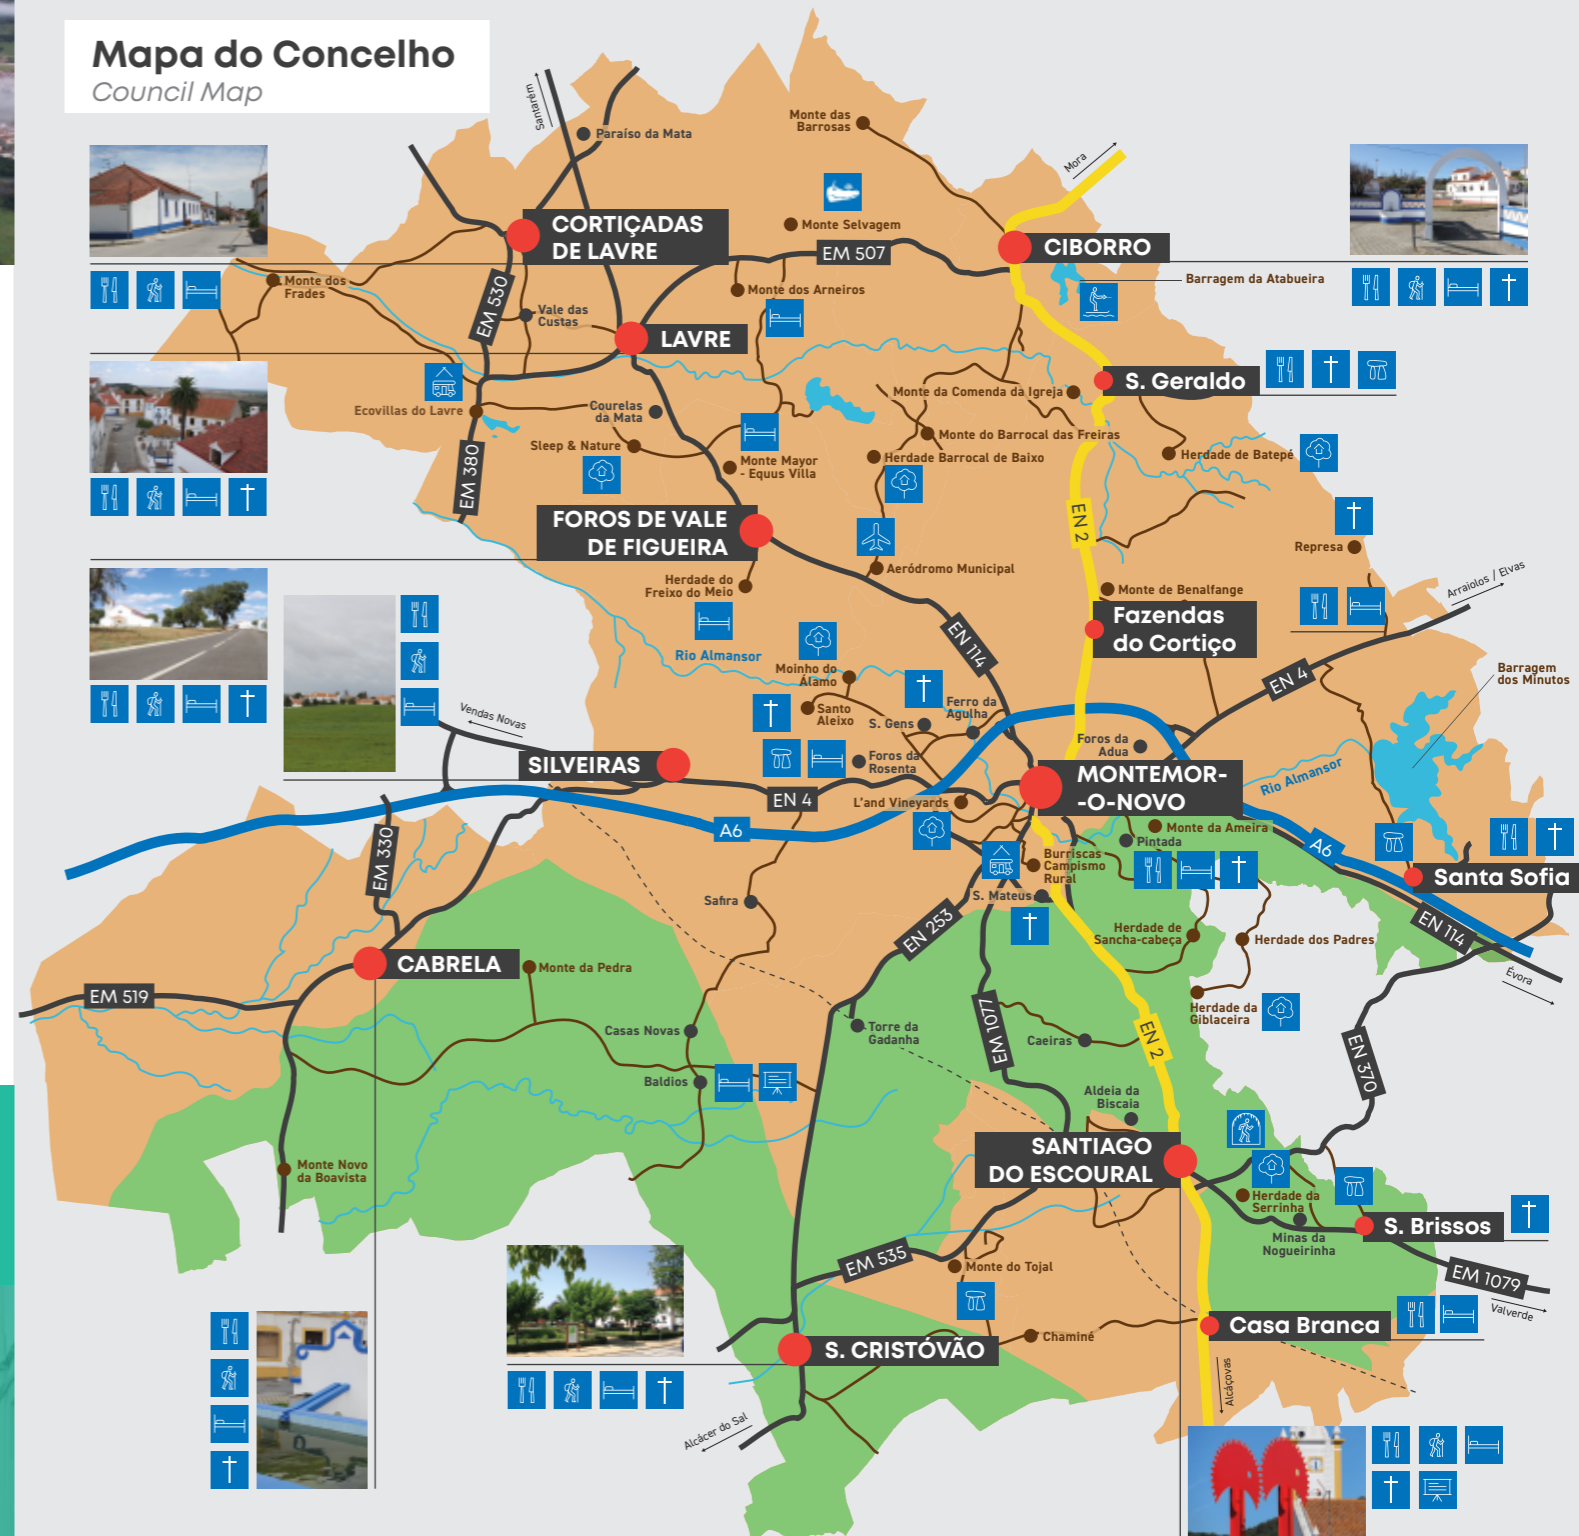 Mapa do Concelho
Council Map
Santarém
Paraíso da Mata
Monte das
Barrosas
Mora
Monte Selvagem
CORTIÇADAS
DE LAVRE
EM 507
CIBORRO
Barragem da Atabueira
Monte dos
Frades
EM 530
Vale das
Custas
Monte dos Arneiros
LAVRE
S. Geraldo
Ecovillas do Lavre
Courelas
da Mata
Monte da Comenda da Igreja
Sleep & Nature
Monte do Barrocal das Freiras
Monte Mayor
- Equus Villa
Herdade Barrocal de Baixo
Herdade de Batepé
EM 380
EN 2
FOROS DE VALE
DE FIGUEIRA
Represa
Herdade do
Freixo do Meio
Aeródromo Municipal
Monte de Benalfange
Arraiolos / Elvas
Fazendas
do Cortiço
EN 114
Rio Almansor
Moinho do
Álamo
EN 4
Barragem
dos Minutos
Santo
Aleixo
Ferro da
Agulha
S. Gens
Vendas Novas
Foros da
Adua
SILVEIRAS
Foros da
Rosenta
MONTEMOR-
-O-NOVO
Rio Almansor
EN 4
L'and Vineyards
A6
Monte da Ameira
Pintada
A6
EM 330
Burriscas
Campismo
Rural
Santa Sofia
S. Mateus
Safira
EN 253
Herdade de
Sancha-cabeça
Herdade dos Padres
EN 114
CABRELA
Monte da Pedra
Évora
EM 519
Herdade da
Giblaceira
Casas Novas
Torre da
Gadanha
EM 1077
Caeiras
EN 2
EN 370
Baldios
Aldeia da
Biscaia
SANTIAGO
DO ESCOURAL
Monte Novo
da Boavista
Herdade da
Serrinha
S. Brissos
Minas da
Nogueirinha
EM 535
Monte do Tojal
EM 1079
Valverde
Casa Branca
Chaminé
S. CRISTÓVÃO
Alcáçovas
Alcácer do Sal